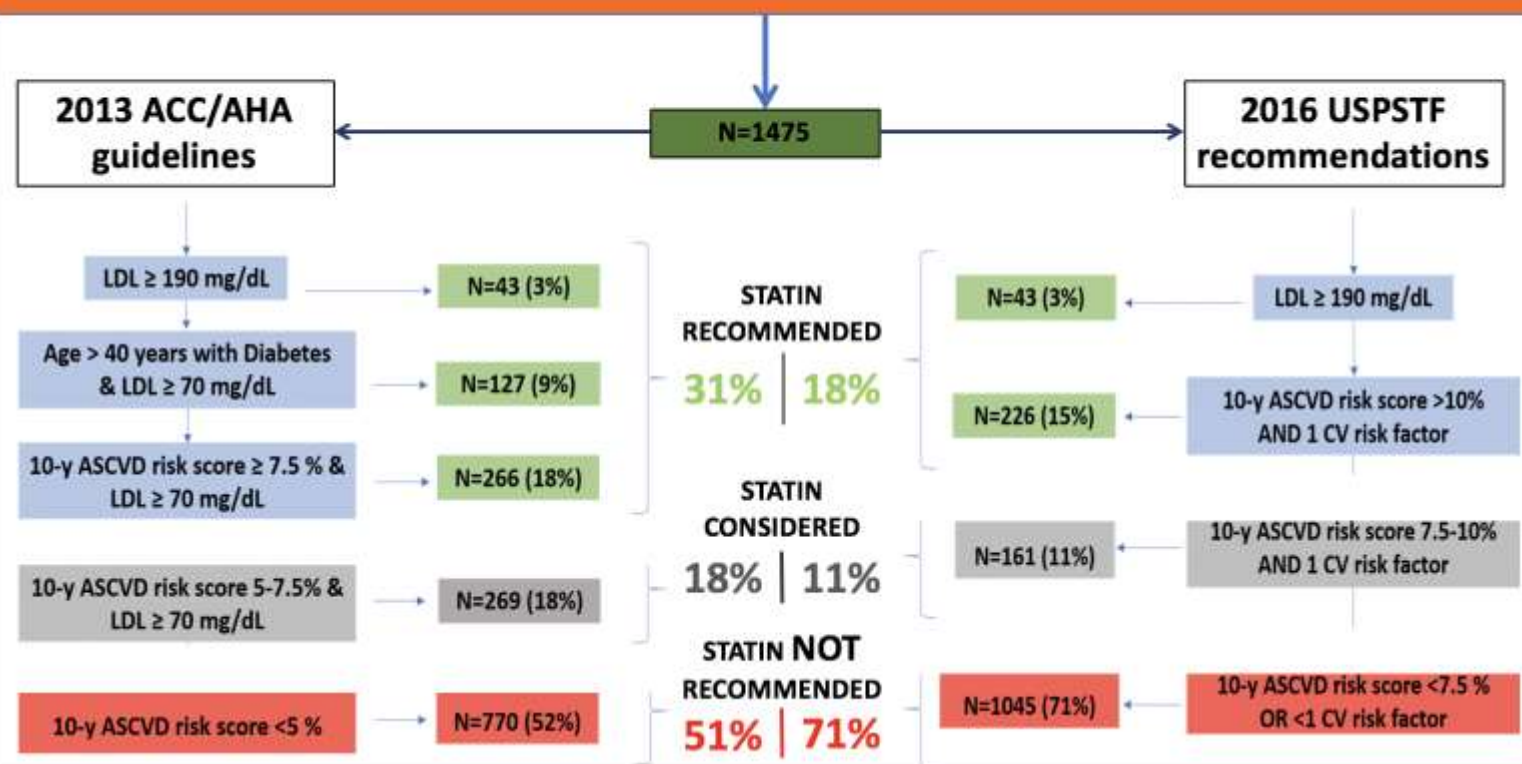 2013 ACC/AHA
guidelines
N=1475
2016 USPSTF
recommendations
LDL ≥ 190 mg/dL
N=43 (3%)
Age > 40 years with Diabetes
& LDL ≥ 70 mg/dL
N=127 (9%)
10-y ASCVD risk score ≥ 7.5 % &
LDL ≥ 70 mg/dL
N=266 (18%)
10-y ASCVD risk score 5-7.5% &
LDL ≥ 70 mg/dL
N=269 (18%)
10-y ASCVD risk score <5 %
N=770 (52%)
STATIN
RECOMMENDED
31% | 18%
STATIN
CONSIDERED
18% | 11%
STATIN NOT
RECOMMENDED
51% | 71%
N=43 (3%)
LDL ≥ 190 mg/dL
N=226 (15%)
10-y ASCVD risk score >10%
AND 1 CV risk factor
N=161 (11%)
10-y ASCVD risk score 7.5-10%
AND 1 CV risk factor
N=1045 (71%)
10-y ASCVD risk score <7.5 %
OR <1 CV risk factor